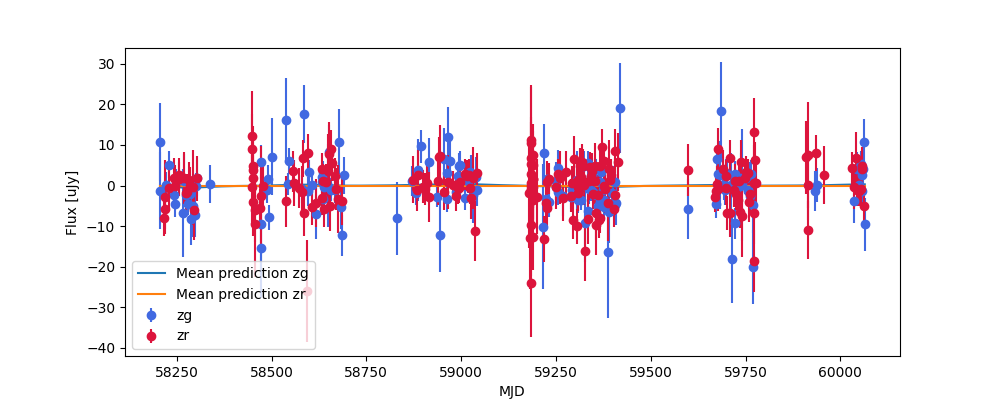 30
20
10
0
−10
−20
−30
−40
Flux [uJy]
Mean prediction zg
Mean prediction zr
zg
zr
58250 58500 58750 59000 59250 59500 59750 60000
MJD